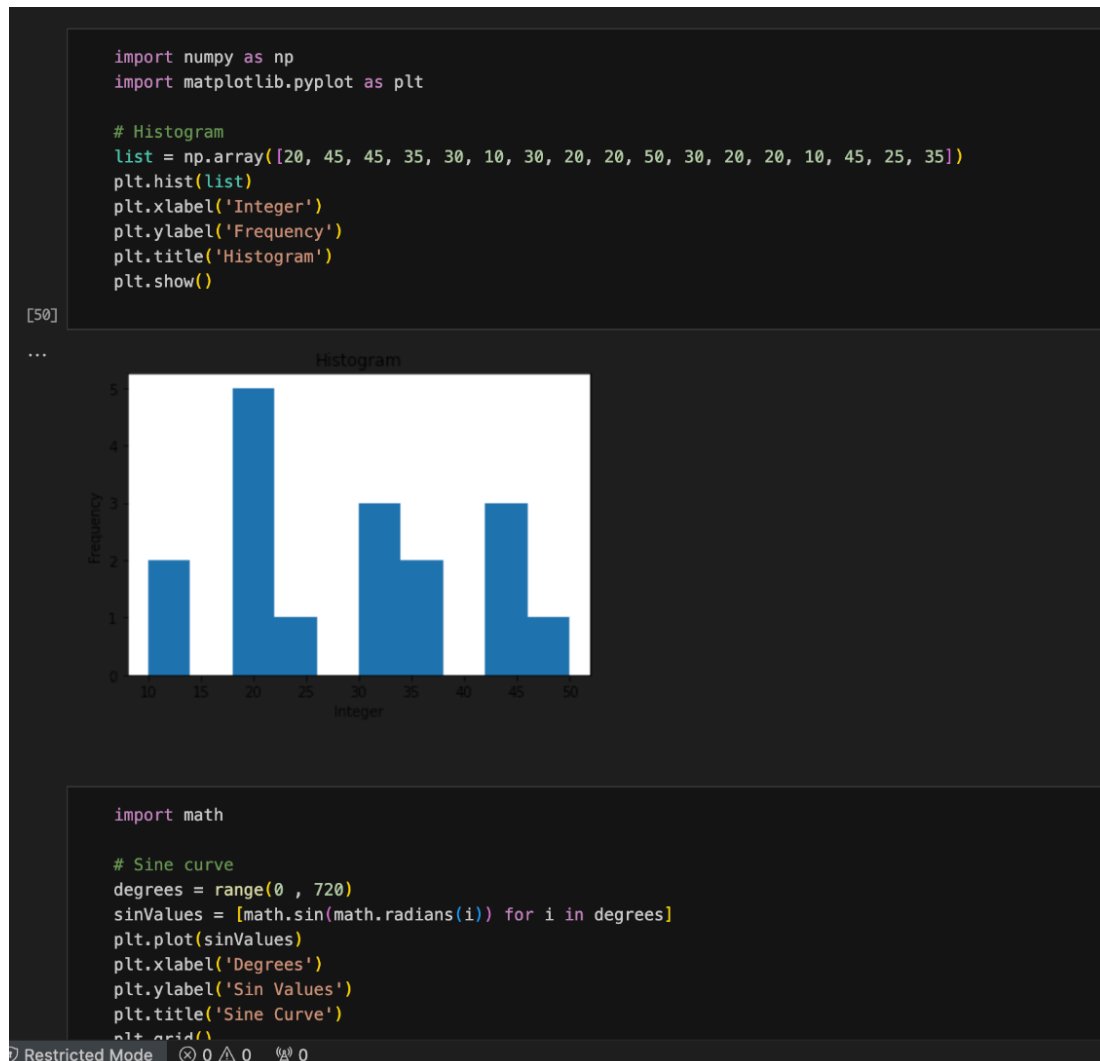 import numpy as np
import matplotlib.pyplot as plt
# Histogram
list = np.array([20, 45, 45, 35, 30, 10, 30, 20, 20, 50, 30, 20, 20, 10, 45, 25, 35])
plt.hist(list)
plt.xlabel('Integer')
plt.ylabel('Frequency')
plt.title('Histogram')
plt.show()
[50]
...
Histogram
5
4
3
2
1
0
Frequency
10 15 20 25 30 35 40 45 50
Integer
import math
# Sine curve
degrees = range(0 , 720)
sinValues = [math.sin(math.radians(i)) for i in degrees]
plt.plot(sinValues)
plt.xlabel('Degrees')
plt.ylabel('Sin Values')
plt.title('Sine Curve')
plt.grid()
Restricted Mode 0 0 0